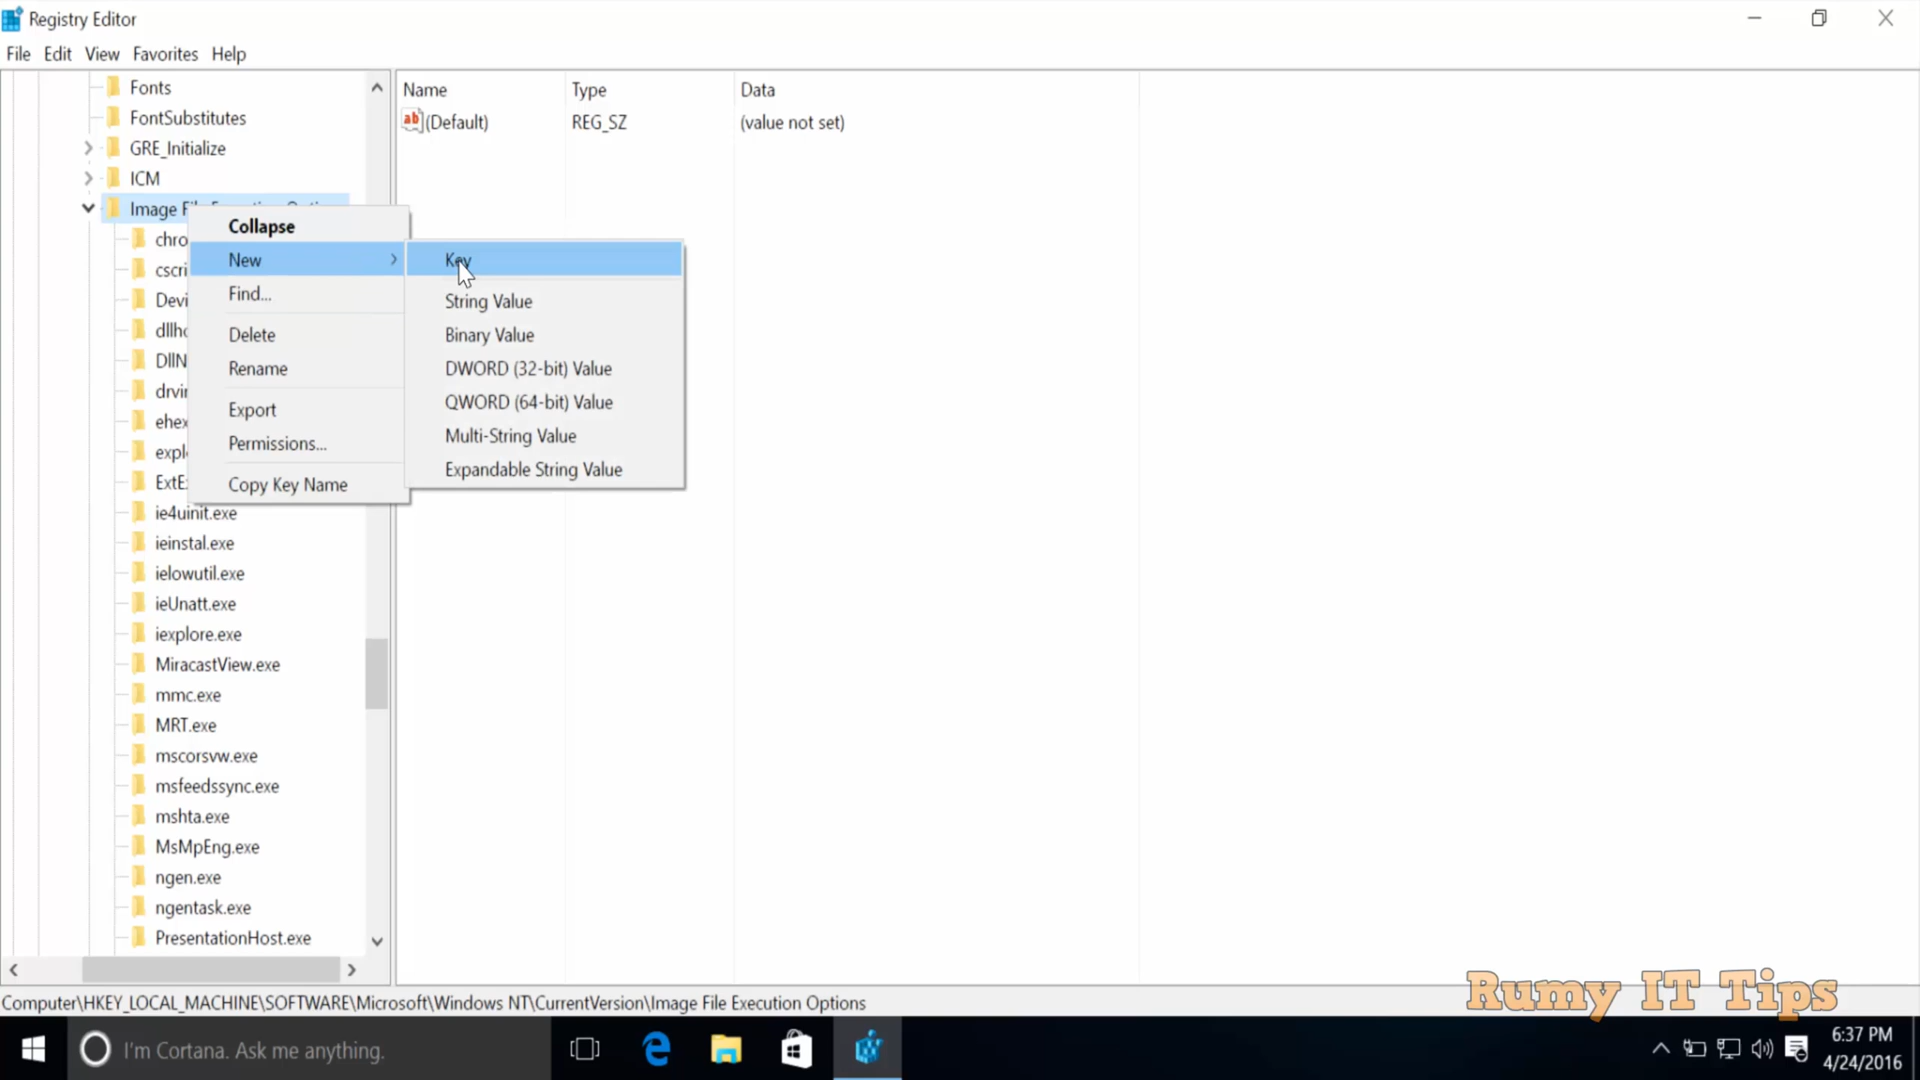 Registry Editor
File Edit View Favorites Help
Fonts
FontSubstitutes
GRE_Initialize
ICM
Image
chro
cscri
Devi
dllho
DllN
drvin
ehex
expl
ExtE
ie4uinit.exe
ieinstal.exe
ielowutil.exe
ieUnatt.exe
iexplore.exe
MiracastView.exe
mmc.exe
MRT.exe
mscorsvw.exe
msfeedssync.exe
mshta.exe
MsMpEng.exe
ngen.exe
ngentask.exe
PresentationHost.exe
Collapse
New
Find...
Delete
Rename
Export
Permissions...
Copy Key Name
Key
String Value
Binary Value
DWORD (32-bit) Value
QWORD (64-bit) Value
Multi-String Value
Expandable String Value
Name Type Data
ab (Default) REG_SZ (value not set)
Computer\HKEY_LOCAL_MACHINE\SOFTWARE\Microsoft\Windows NT\CurrentVersion\Image File Execution Options
Rumy IT Tips
I'm Cortana. Ask me anything.
6:37 PM
4/24/2016